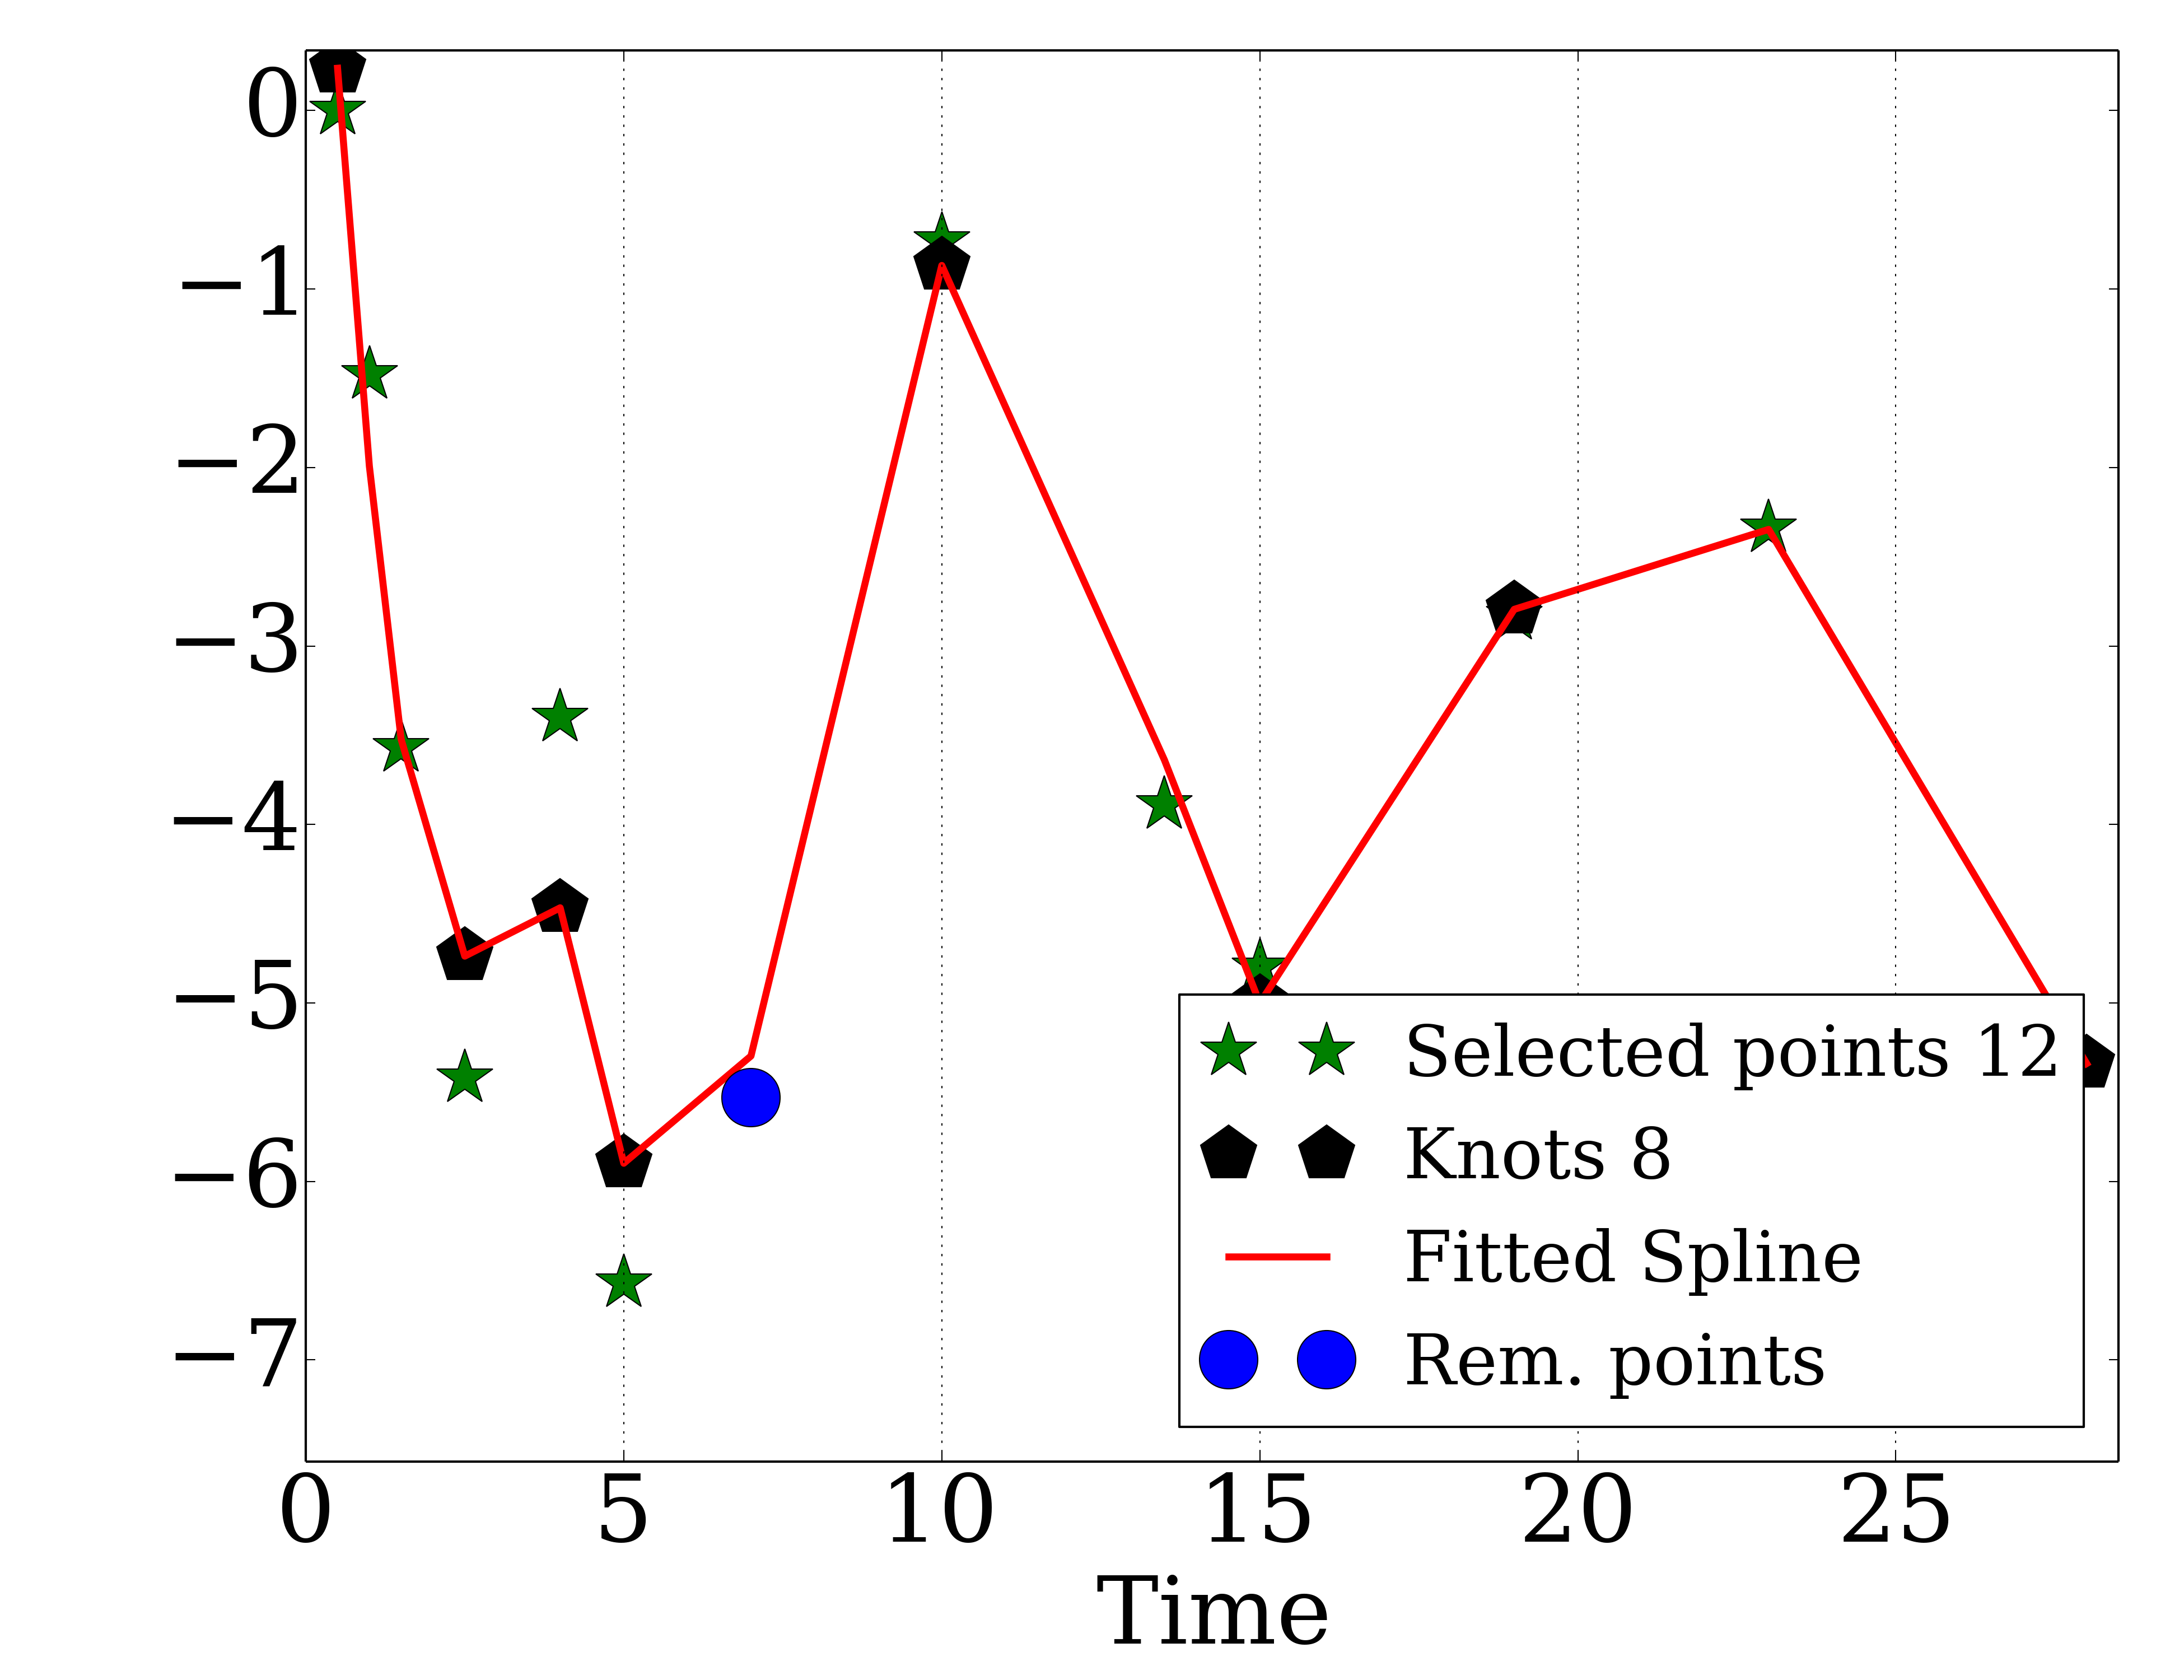 0
−1
−2
−3
−4
−5
−6
−7
Selected points 12
Knots 8
Fitted Spline
Rem. points
0 5 10 15 20 25
Time